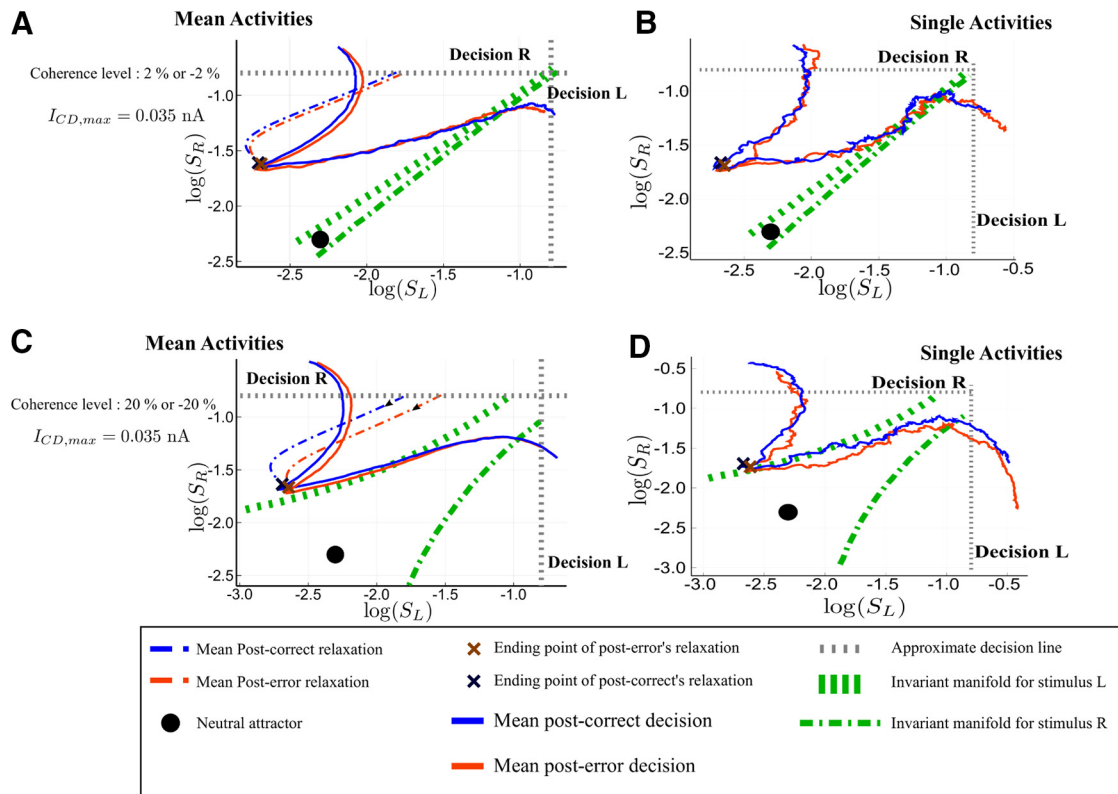 A
Mean Activities
Coherence level : 2 % or -2 %
I_{CD,max} = 0.035 nA
Decision R
Decision L
-1.0
-1.5
-2.0
-2.5
log(S_R)
-2.5
-2.0
-1.5
-1.0
log(S_L)
B
Single Activities
Decision R
Decision L
-1.0
-1.5
-2.0
-2.5
log(S_R)
-2.5
-2.0
-1.5
-1.0
-0.5
log(S_L)
C
Mean Activities
Coherence level : 20 % or -20 %
I_{CD,max} = 0.035 nA
Decision R
Decision L
-1.0
-1.5
-2.0
-2.5
log(S_R)
-3.0
-2.5
-2.0
-1.5
-1.0
log(S_L)
D
Single Activities
Decision R
Decision L
-0.5
-1.0
-1.5
-2.0
-2.5
-3.0
log(S_R)
-3.0
-2.5
-2.0
-1.5
-1.0
-0.5
log(S_L)
Mean Post-correct relaxation
Mean Post-error relaxation
Neutral attractor
Ending point of post-error's relaxation
Ending point of post-correct's relaxation
Mean post-correct decision
Mean post-error decision
Approximate decision line
Invariant manifold for stimulus L
Invariant manifold for stimulus R